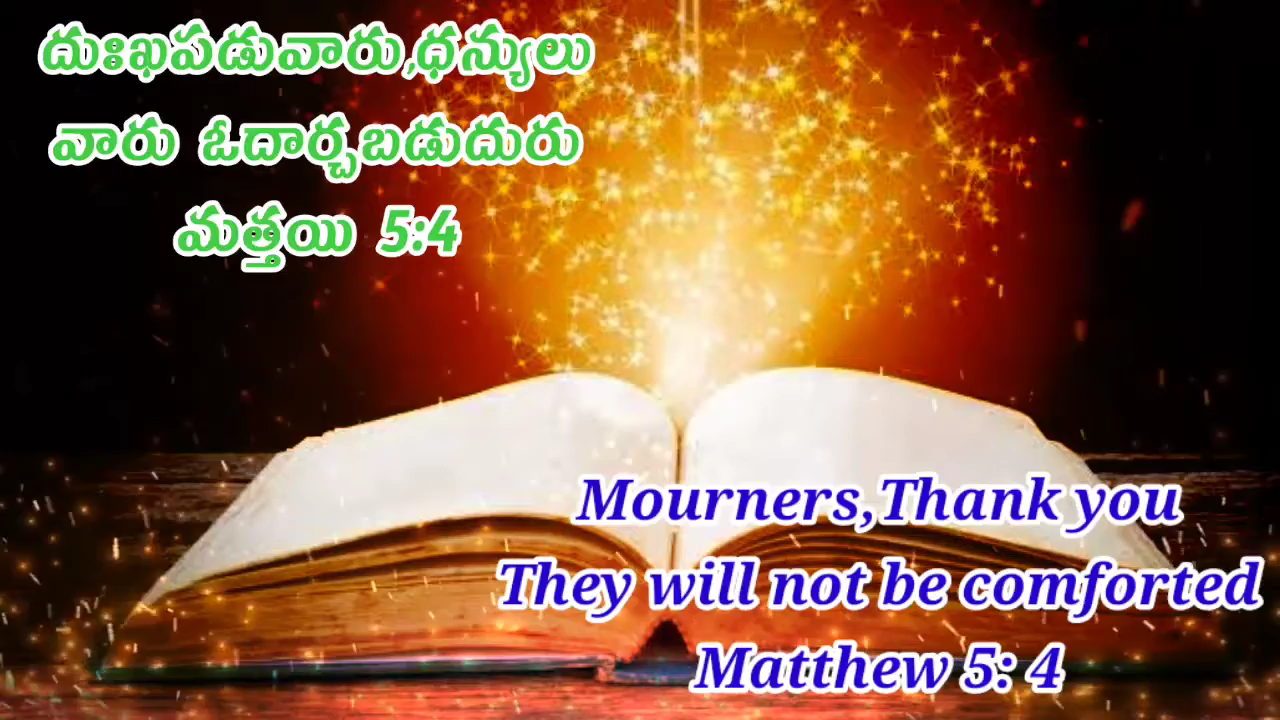 దుఃఖపడువారు,ధన్యులు
వారు ఓదార్చబడుదురు
మత్తయి 5:4
Mourners,Thank you
They will not be comforted
Matthew 5: 4